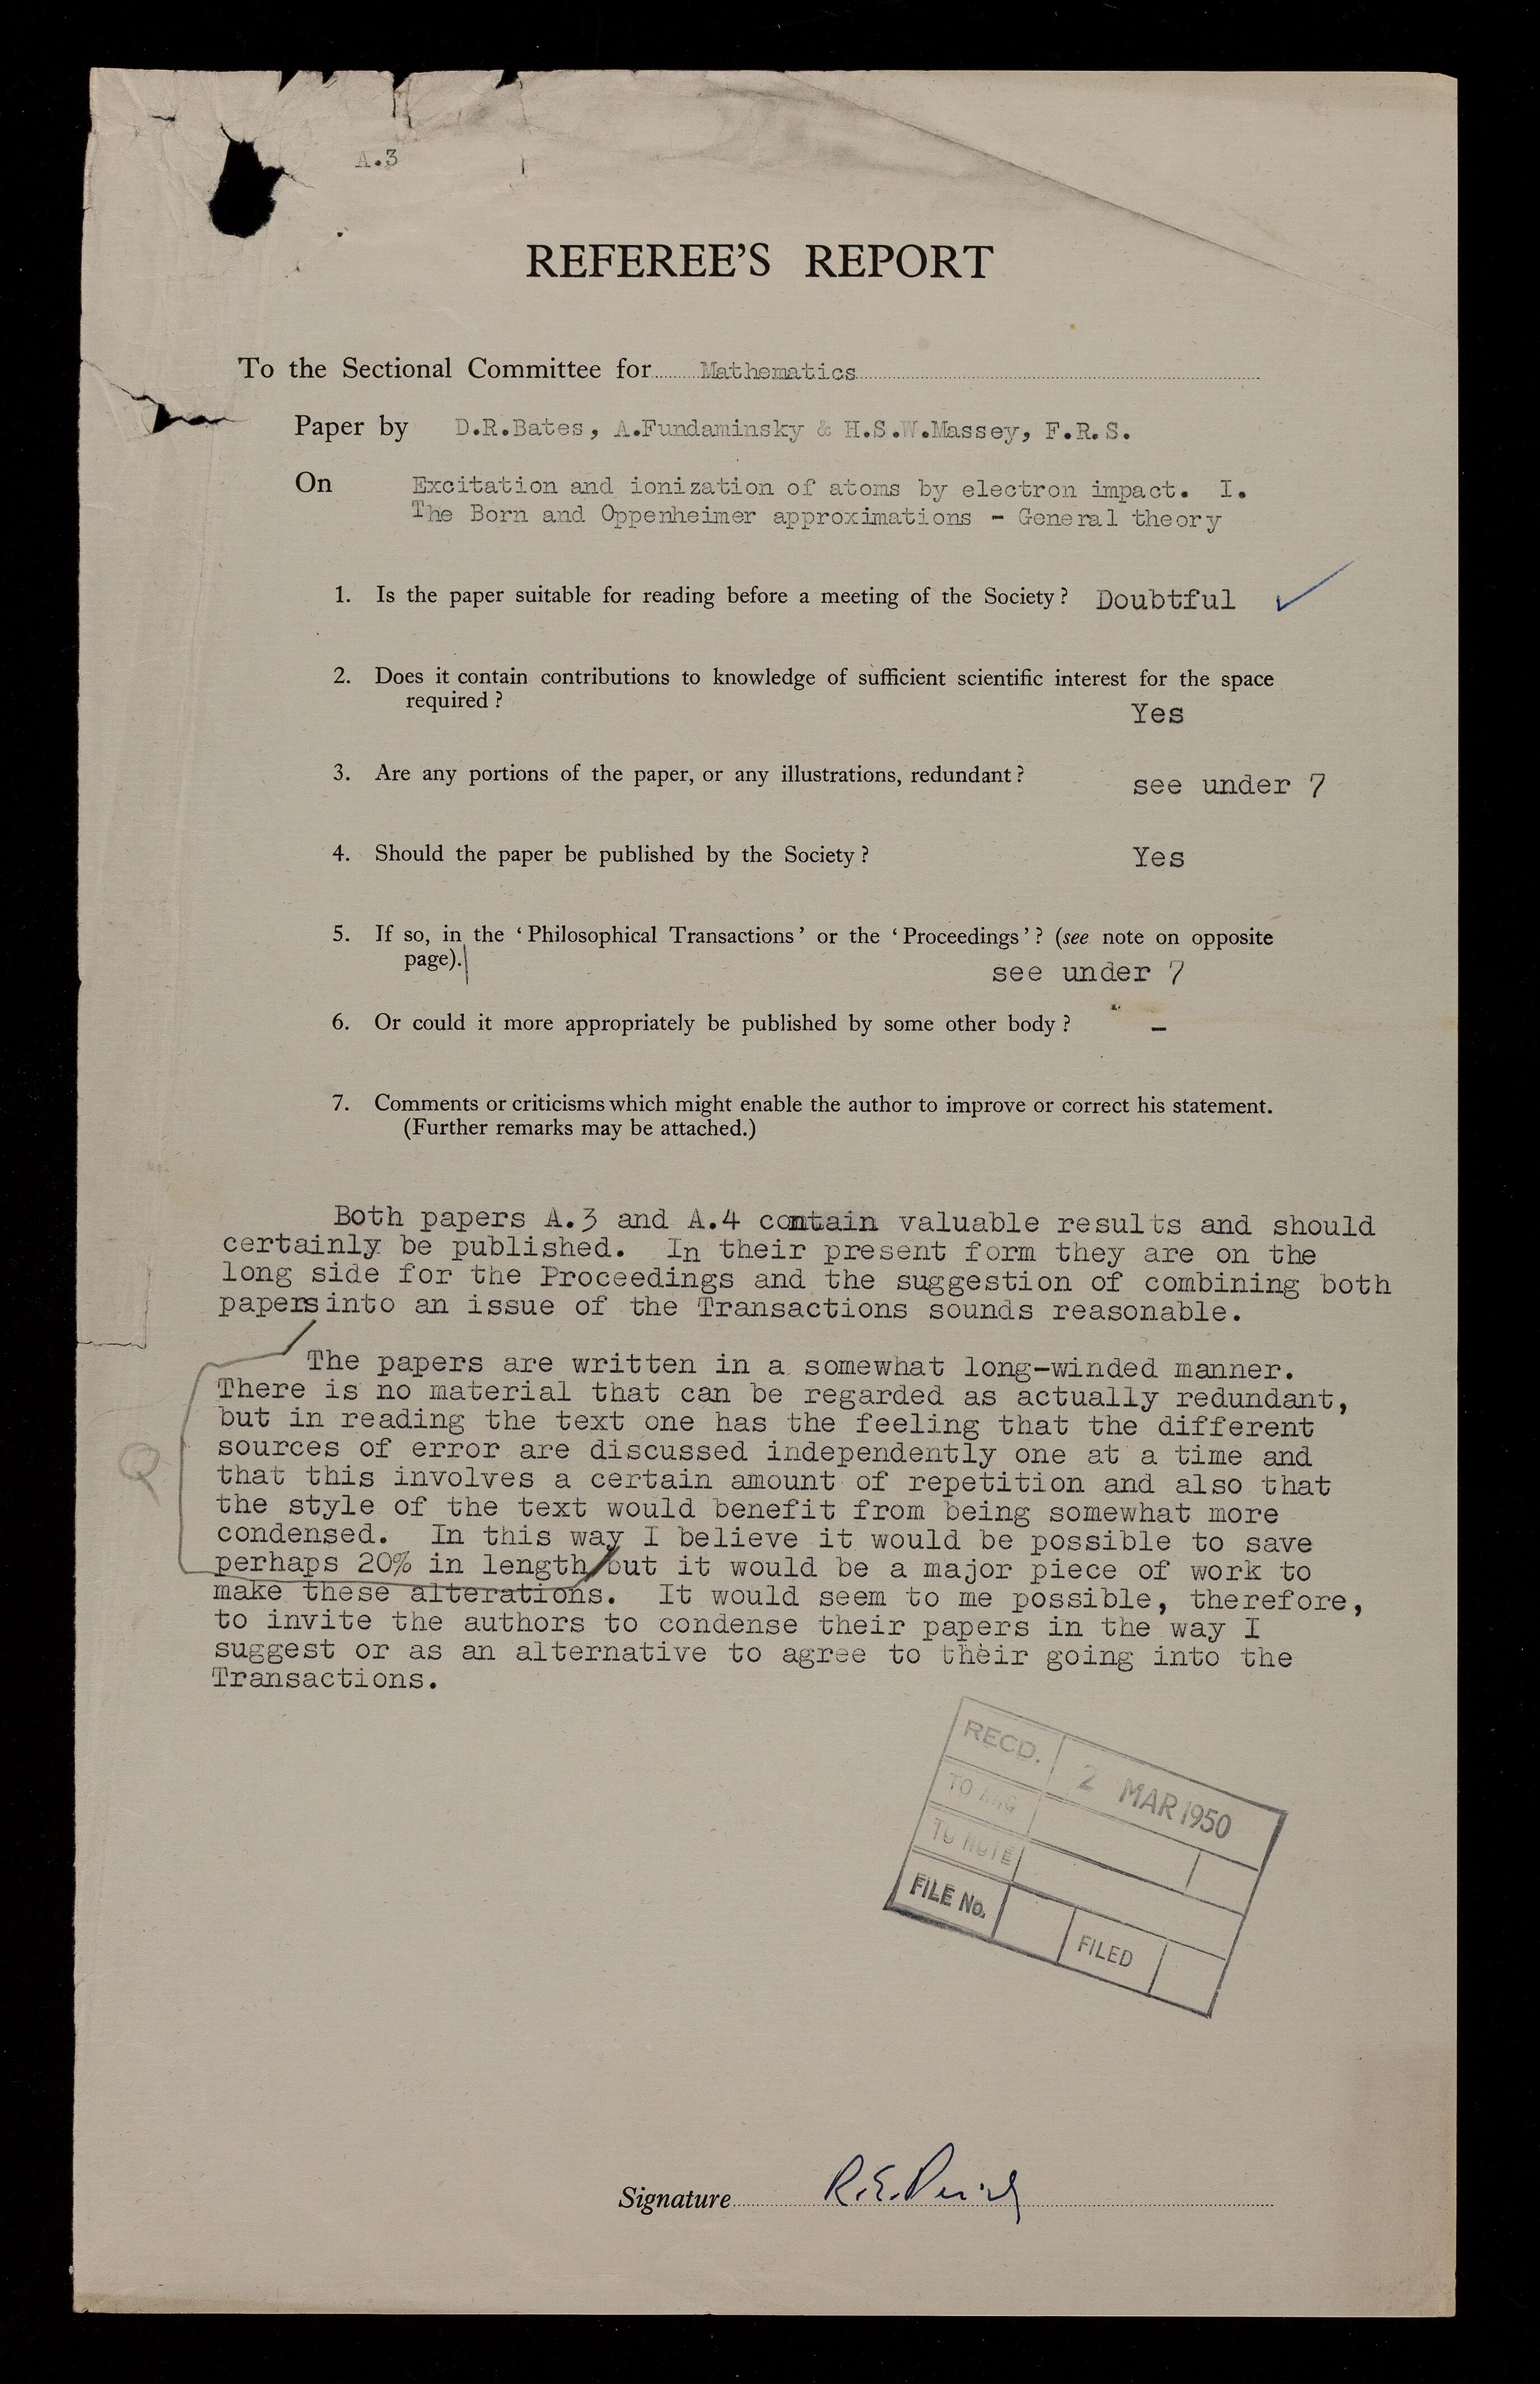 A.3
REFEREE'S REPORT
To the Sectional Committee for Mathematics
Paper by D.R.Bates, A.Fundaminsky & H.S.W.Massey, F.R.S.
On Excitation and ionization of atoms by electron impact. I.
The Born and Oppenheimer approximations - General theory
1. Is the paper suitable for reading before a meeting of the Society? Doubtful
2. Does it contain contributions to knowledge of sufficient scientific interest for the space
required?
Yes
3. Are any portions of the paper, or any illustrations, redundant?
see under 7
4. Should the paper be published by the Society? Yes
5. If so, in the ‘Philosophical Transactions’ or the ‘Proceedings’? (see note on opposite
page).
see under 7
6. Or could it more appropriately be published by some other body? -
7. Comments or criticisms which might enable the author to improve or correct his statement.
(Further remarks may be attached.)
Both papers A.3 and A.4 contain valuable results and should
certainly be published. In their present form they are on the
long side for the Proceedings and the suggestion of combining both
papers into an issue of the Transactions sounds reasonable.
The papers are written in a somewhat long-winded manner.
There is no material that can be regarded as actually redundant,
but in reading the text one has the feeling that the different
sources of error are discussed independently one at a time and
Q
that this involves a certain amount of repetition and also that
the style of the text would benefit from being somewhat more
condensed. In this way I believe it would be possible to save
perhaps 20% in length/but it would be a major piece of work to
make these alterations. It would seem to me possible, therefore,
to invite the authors to condense their papers in the way I
suggest or as an alternative to agree to their going into the
Transactions.
RECD. 2 MAR 1950
TO
TO NOTE
FILE No. FILED
Signature R.E.Peierls